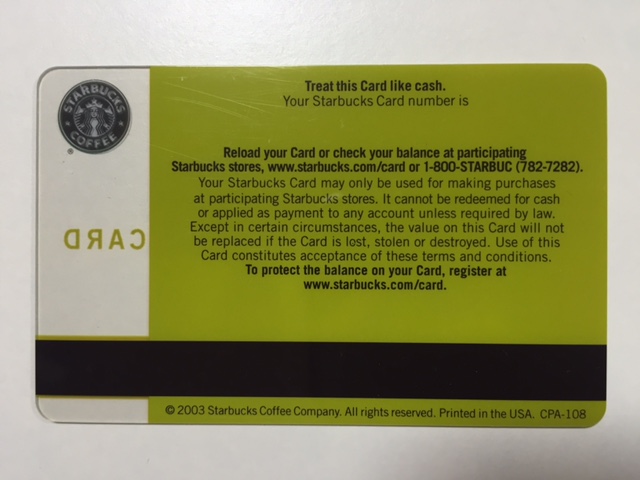 STARBUCKS
COFFEE
®
CARD
Treat this Card like cash.
Your Starbucks Card number is
Reload your Card or check your balance at participating
Starbucks stores, www.starbucks.com/card or 1-800-STARBUC (782-7282).
Your Starbucks Card may only be used for making purchases
at participating Starbucks stores. It cannot be redeemed for cash
or applied as payment to any account unless required by law.
Except in certain circumstances, the value on this Card will not
be replaced if the Card is lost, stolen or destroyed. Use of this
Card constitutes acceptance of these terms and conditions.
To protect the balance on your Card, register at
www.starbucks.com/card.
© 2003 Starbucks Coffee Company. All rights reserved. Printed in the USA. CPA-108